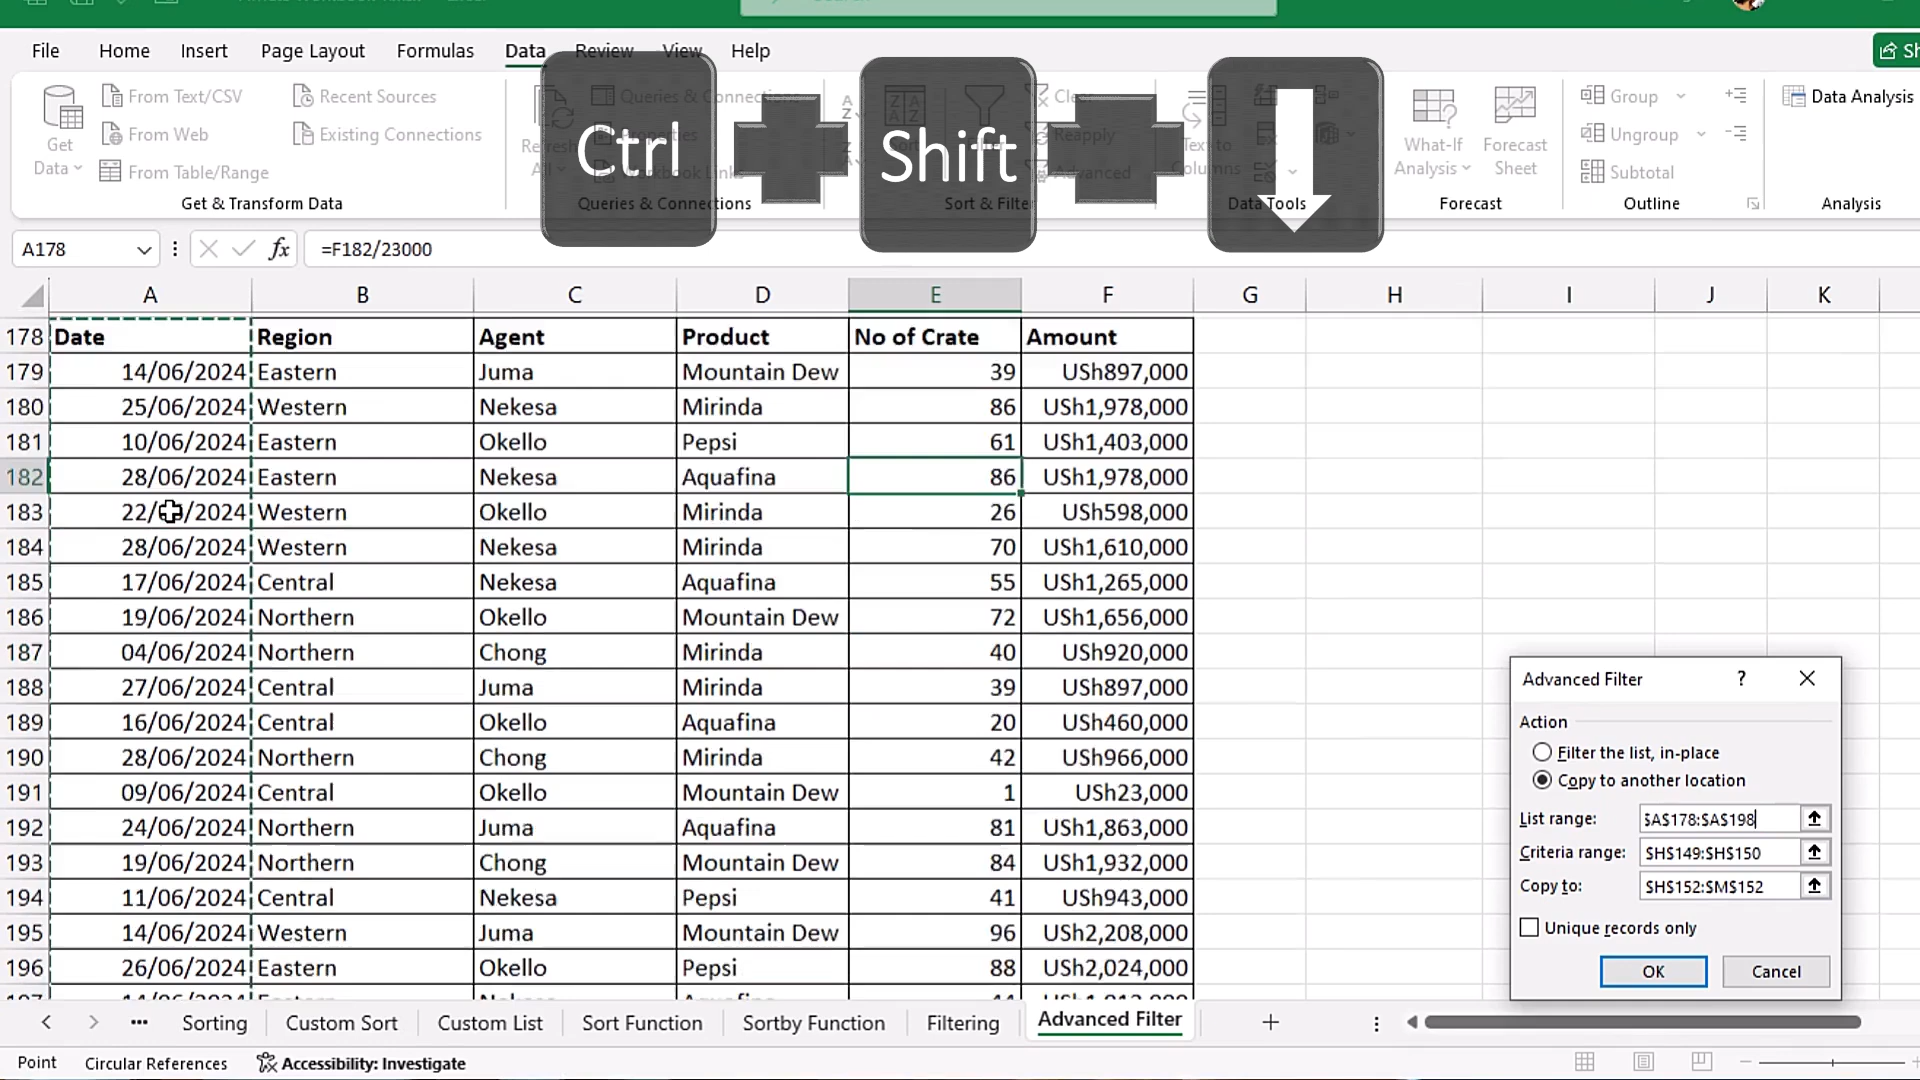 File Home Insert Page Layout Formulas Data Review View Help
Get Data
From Text/CSV
From Web
From Table/Range
Recent Sources
Existing Connections
Get & Transform Data
Refresh All
Queries & Connections
Properties
Workbook Links
Queries & Connections
Ctrl
Shift
Clear
Reapply
Advanced
Sort & Filter
Text to Columns
Data Tools
What-If Analysis
Forecast Sheet
Forecast
Group
Ungroup
Subtotal
Outline
Data Analysis
Analysis
A178 fx =F182/23000
A B C D E F G H I J K
178 Date Region Agent Product No of Crate Amount
179 14/06/2024 Eastern Juma Mountain Dew 39 USh897,000
180 25/06/2024 Western Nekesa Mirinda 86 USh1,978,000
181 10/06/2024 Eastern Okello Pepsi 61 USh1,403,000
182 28/06/2024 Eastern Nekesa Aquafina 86 USh1,978,000
183 22/ /2024 Western Okello Mirinda 26 USh598,000
184 28/06/2024 Western Nekesa Mirinda 70 USh1,610,000
185 17/06/2024 Central Nekesa Aquafina 55 USh1,265,000
186 19/06/2024 Northern Okello Mountain Dew 72 USh1,656,000
187 04/06/2024 Northern Chong Mirinda 40 USh920,000
188 27/06/2024 Central Juma Mirinda 39 USh897,000
189 16/06/2024 Central Okello Aquafina 20 USh460,000
190 28/06/2024 Northern Chong Mirinda 42 USh966,000
191 09/06/2024 Central Okello Mountain Dew 1 USh23,000
192 24/06/2024 Northern Juma Aquafina 81 USh1,863,000
193 19/06/2024 Northern Chong Mountain Dew 84 USh1,932,000
194 11/06/2024 Central Nekesa Pepsi 41 USh943,000
195 14/06/2024 Western Juma Mountain Dew 96 USh2,208,000
196 26/06/2024 Eastern Okello Pepsi 88 USh2,024,000
Advanced Filter ?
Action
Filter the list, in-place
Copy to another location
List range: $A$178:$A$198
Criteria range: $H$149:$H$150
Copy to: $H$152:$M$152
Unique records only
OK Cancel
Sorting Custom Sort Custom List Sort Function Sortby Function Filtering Advanced Filter
Point Circular References Accessibility: Investigate